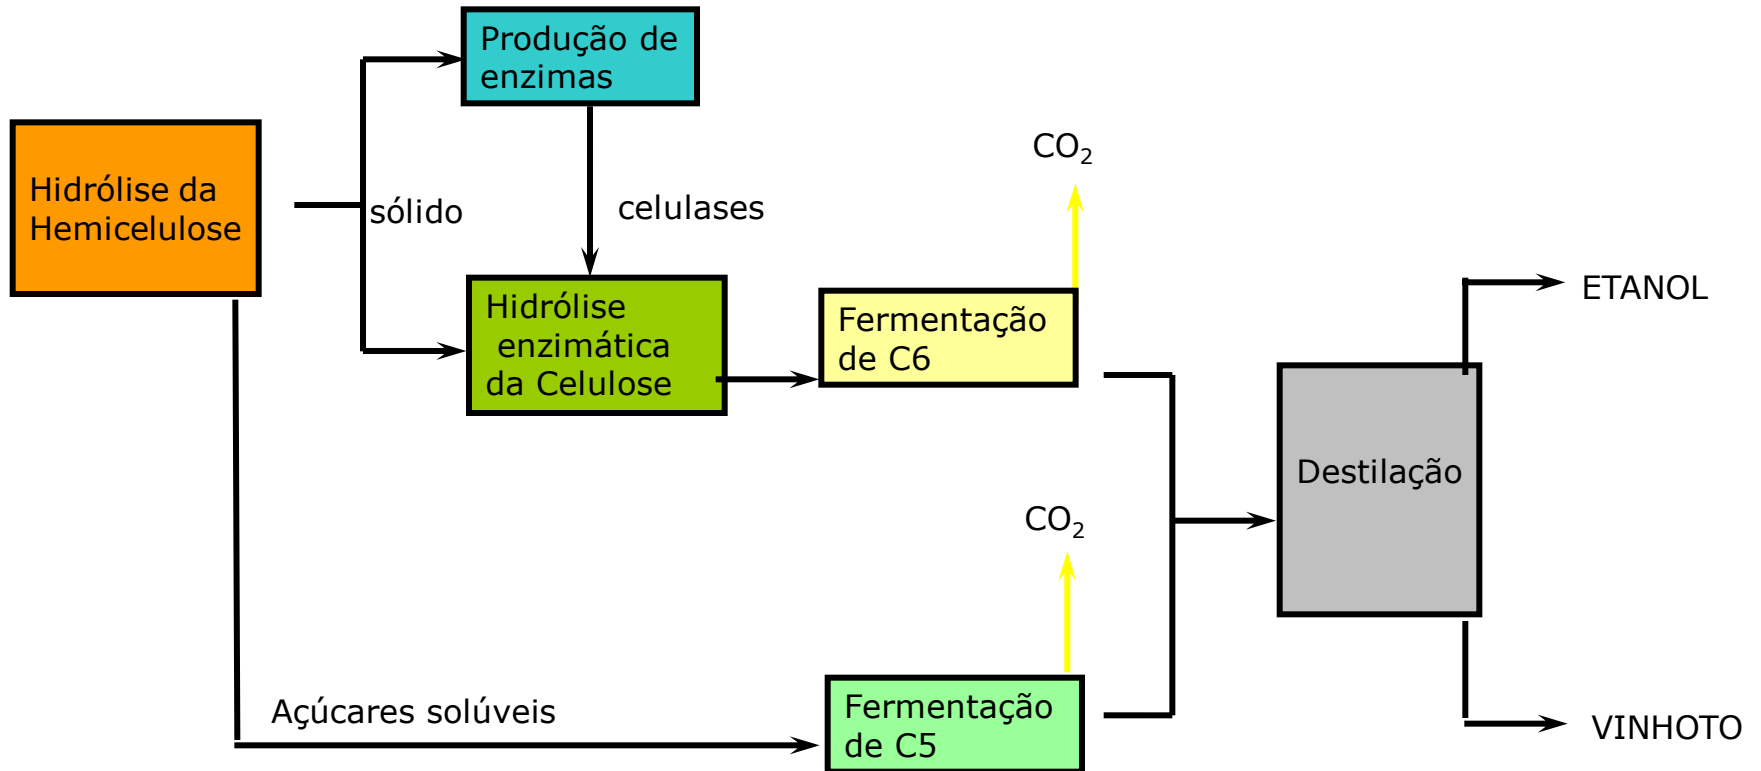 Produção de
enzimas
Hidrólise da
Hemicelulose
sólido
celulases
CO₂
Hidrólise
enzimática
da Celulose
Fermentação
de C6
ETANOL
Destilação
CO₂
Açúcares solúveis
Fermentação
de C5
VINHOTO